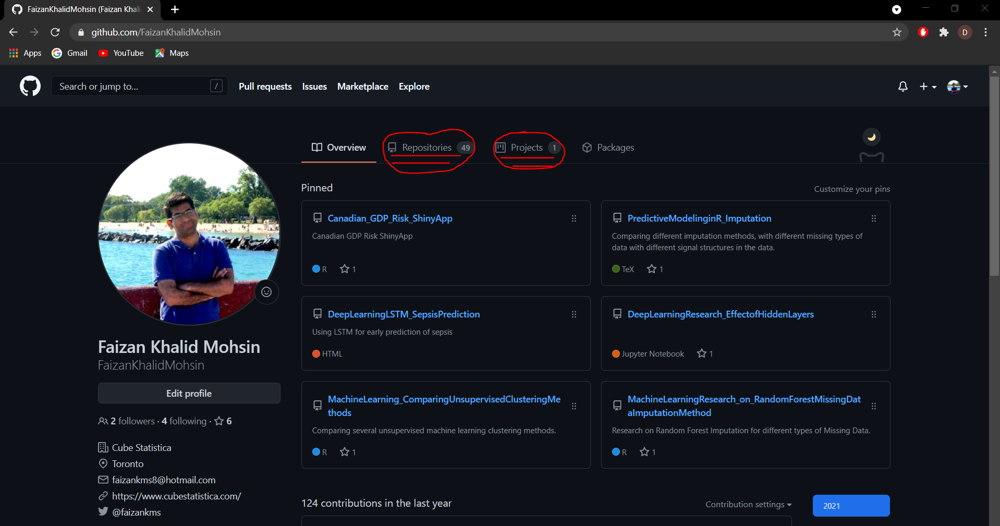 FaizanKhalidMohsin (Faizan Khali
github.com/FaizanKhalidMohsin
D
Apps Gmail YouTube Maps
Search or jump to... /
Pull requests Issues Marketplace Explore
Overview Repositories 49 Projects 1 Packages
Pinned
Customize your pins
Canadian_GDP_Risk_ShinyApp
Canadian GDP Risk ShinyApp
R 1
PredictiveModelinginR_Imputation
Comparing different imputation methods, with different missing types of
data with different signal structures in the data.
TeX 1
DeepLearningLSTM_SepsisPrediction
Using LSTM for early prediction of sepsis
HTML
DeepLearningResearch_EffectofHiddenLayers
Jupyter Notebook 1
MachineLearning_ComparingUnsupervisedClusteringMe
thods
Comparing several unsupervised machine learning clustering methods.
R 1
MachineLearningResearch_on_RandomForestMissingDat
aImputationMethod
Research on Random Forest Imputation for different types of Missing Data.
R 1
Faizan Khalid Mohsin
FaizanKhalidMohsin
Edit profile
2 followers · 4 following · 6
Cube Statistica
Toronto
faizankms8@hotmail.com
https://www.cubestatistica.com/
@faizankms
124 contributions in the last year
Contribution settings
2021